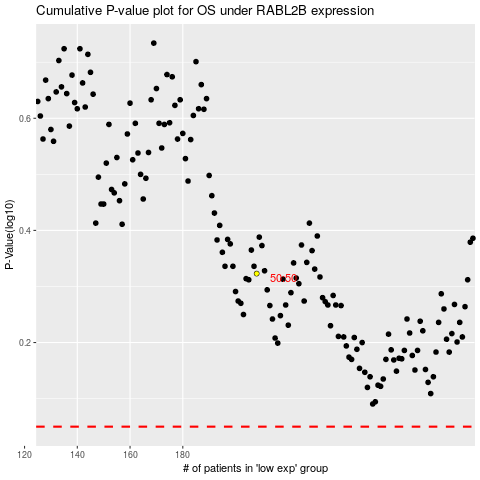 Cumulative P-value plot for OS under RABL2B expression
P-Value(log10)
0.6
0.4
0.2
50:50
120 140 160 180
# of patients in 'low exp' group